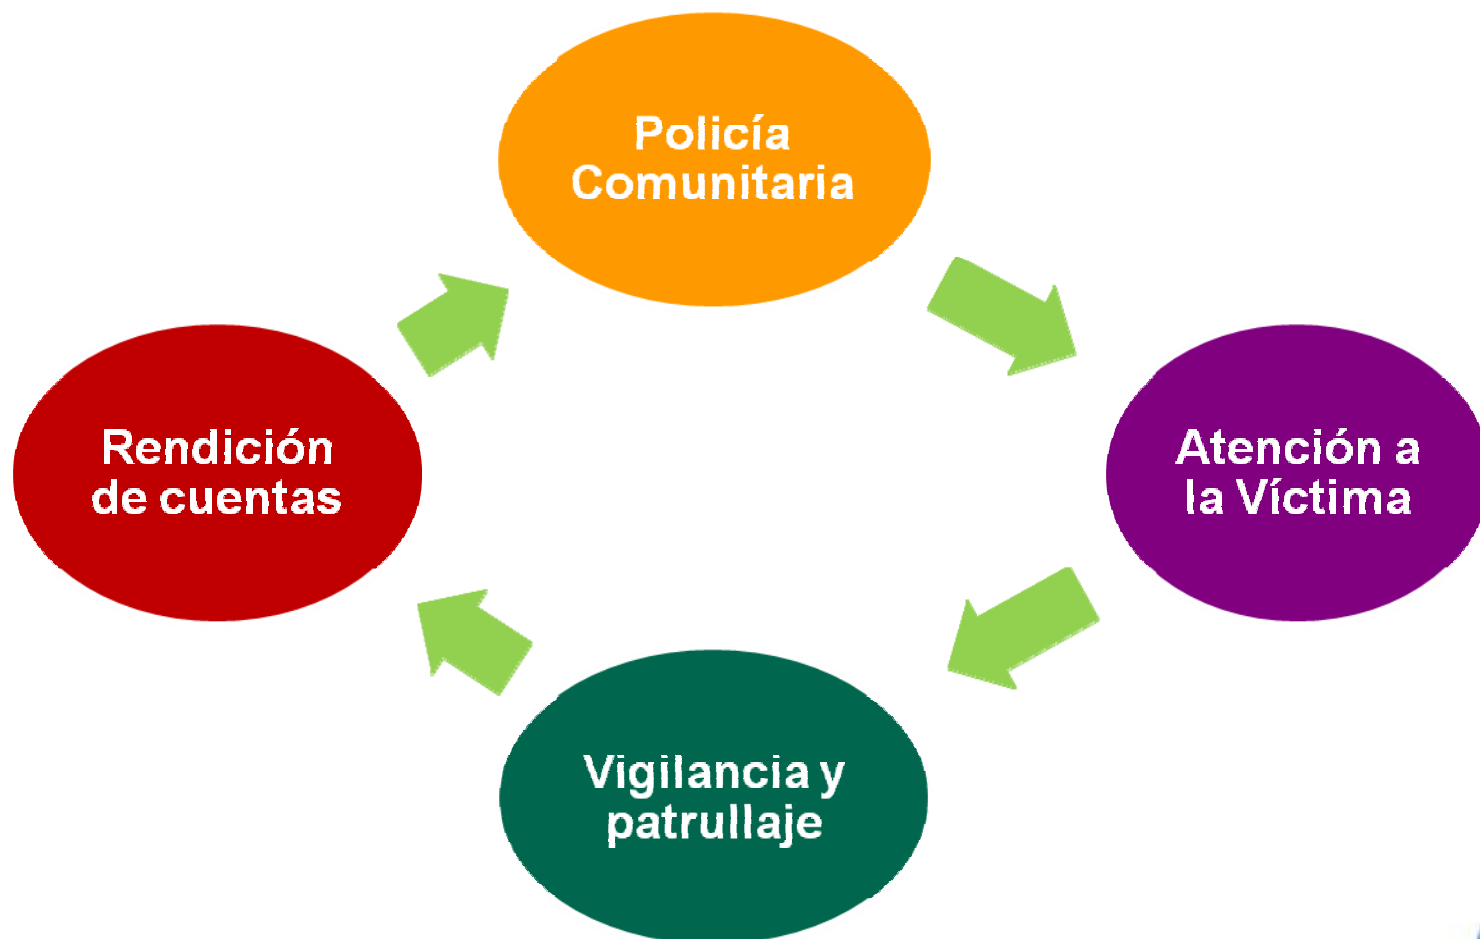 Policía
Comunitaria
Rendición
de cuentas
Atención a
la Víctima
Vigilancia y
patrullaje